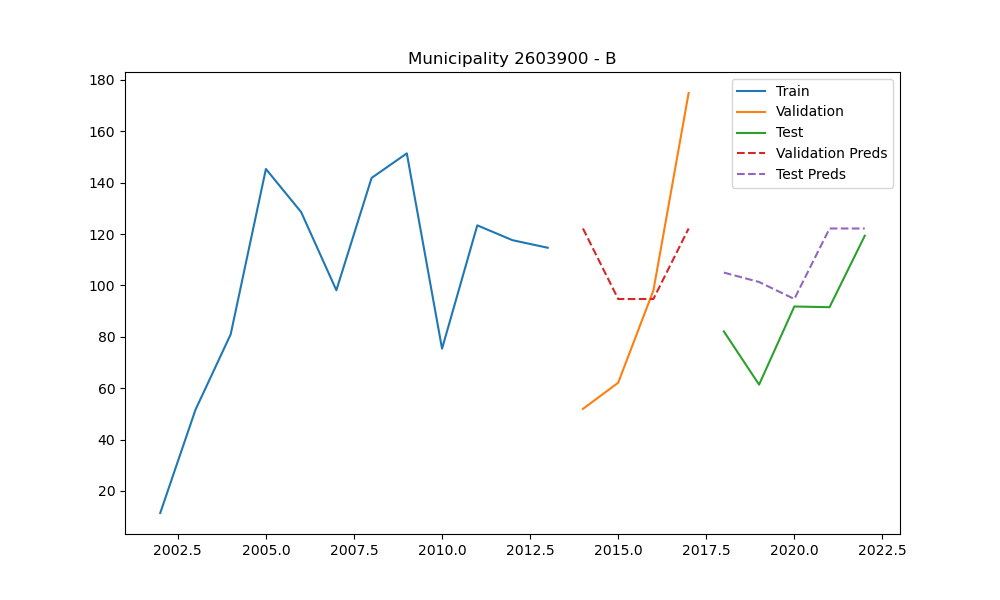 Municipality 2603900 - B
180
160
140
120
100
80
60
40
20
Train
Validation
Test
Validation Preds
Test Preds
2002.5 2005.0 2007.5 2010.0 2012.5 2015.0 2017.5 2020.0 2022.5